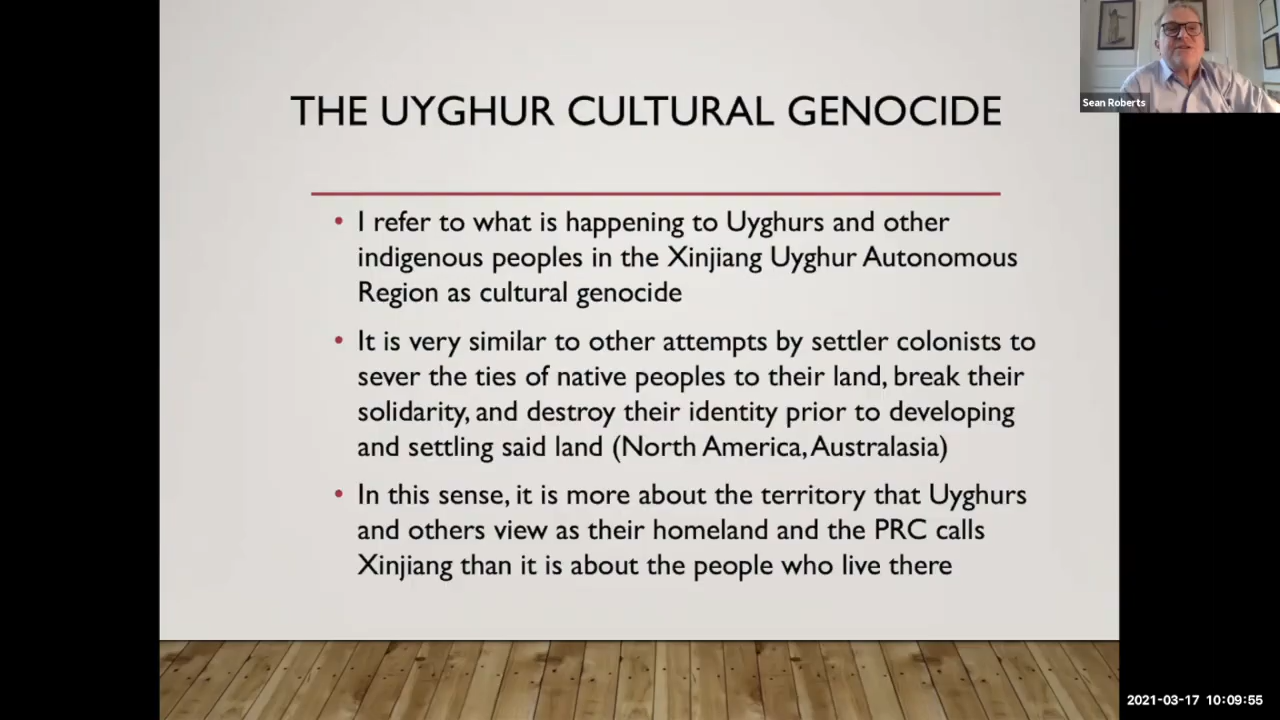 THE UYGHUR CULTURAL GENOCIDE
Sean Roberts
• I refer to what is happening to Uyghurs and other
indigenous peoples in the Xinjiang Uyghur Autonomous
Region as cultural genocide
• It is very similar to other attempts by settler colonists to
sever the ties of native peoples to their land, break their
solidarity, and destroy their identity prior to developing
and settling said land (North America, Australasia)
• In this sense, it is more about the territory that Uyghurs
and others view as their homeland and the PRC calls
Xinjiang than it is about the people who live there
2021-03-17 10:09:55